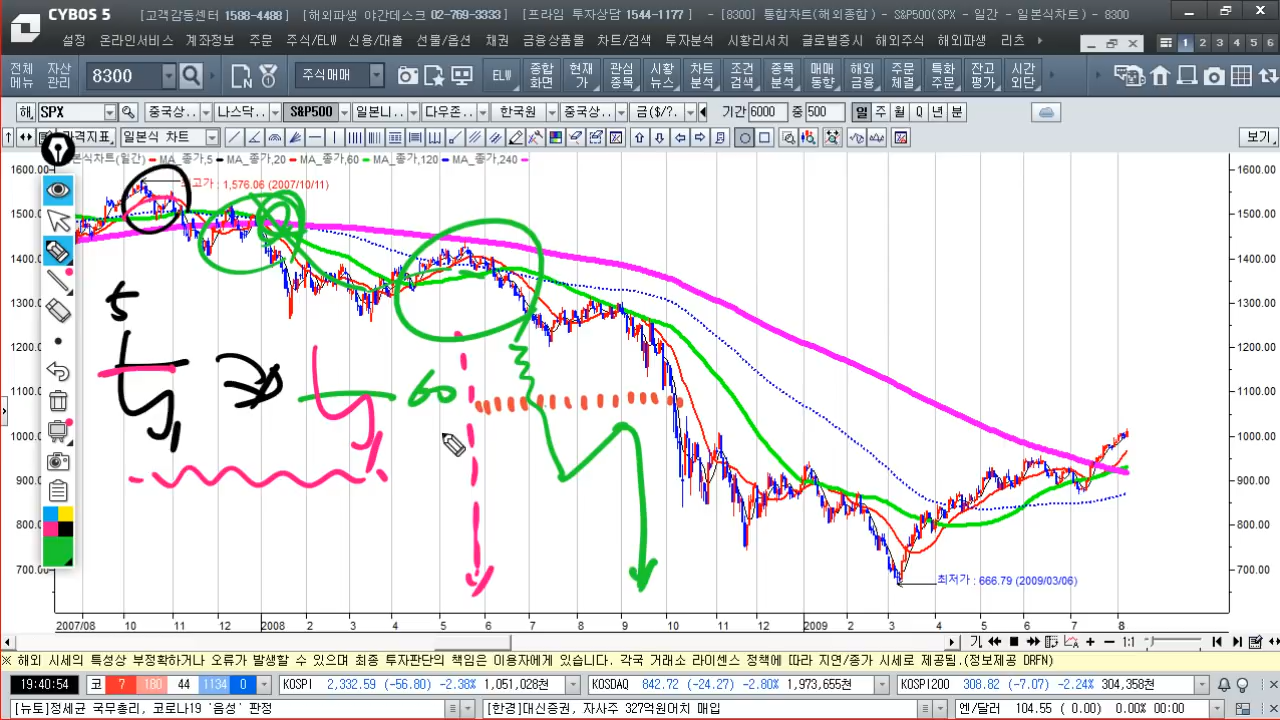 CYBOS 5 [고객감동센터 1588-4488] [해외파생 야간데스크 02-769-3333] [프라임 투자상담 1544-1177] - [8300] 통합차트(해외종합) - S&P500(SPX - 일간 - 일본식차트) - 8300
설정 온라인서비스 계좌정보 주문 주식/ELW 신용/대출 선물/옵션 채권 금융상품몰 차트/검색 투자분석 시황리서치 글로벌증시 해외주식 해외파생 리츠 1 2 3 4 5 6
전체메뉴 자산관리 8300 주식매매 ELW 종합화면 현재가 관심종목 시황뉴스 차트분석 조건검색 종목분석 매매동향 해외금융 주문체결 특화주문 잔고평가 시간외단
해 SPX 중국상.. 나스닥.. S&P500 일본니.. 다우존.. 한국원 중국상.. 금($/?.. 기간 6000 중 500 일 주 월 Q 년 분
가격지표 일본식 차트 보기
본식차트(일간) MA_종가,5 MA_종가,20 MA_종가,60 MA_종가,120 MA_종가,240
최고가 : 1,576.06 (2007/10/11)
1600.00 1600.00
1500.00
1400.00
1300.00
1200.00
1100.00
1000.00
900.00
800.00
700.00
5
60
최저가 : 666.79 (2009/03/06)
2007/08 10 11 12 2008 2 3 4 5 6 7 8 9 10 11 12 2009 2 3 4 5 6 7 8
1:1
※ 해외 시세의 특성상 부정확하거나 오류가 발생할 수 있으며 최종 투자판단의 책임은 이용자에게 있습니다. 각국 거래소 라이센스 정책에 따라 지연/종가 시세로 제공됨.(정보제공 DRFN)
19:40:54 코 ? 180 44 1134 0 KOSPI 2,332.59 (-56.80) -2.38% 1,051,028천 KOSDAQ 842.72 (-24.27) -2.80% 1,973,655천 KOSPI200 308.82 (-7.07) -2.24% 304,358천
[뉴토]정세균 국무총리, 코로나19 '음성' 판정 [한경]대신증권, 자사주 327억원어치 매입 엔/달러 104.55 ( 0.00) 0.00% 00:00